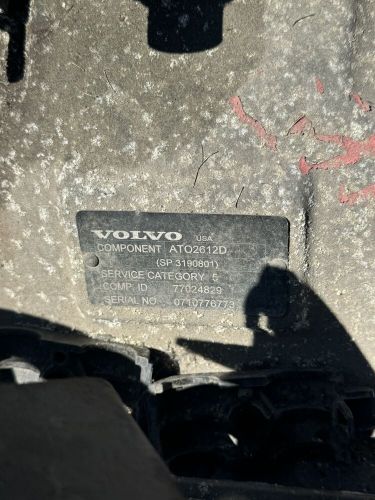 VOLVO USA
COMPONENT ATO2612D
(SP 3190801)
SERVICE CATEGORY 5
COMP. ID 77024829
SERIAL NO 0710776773